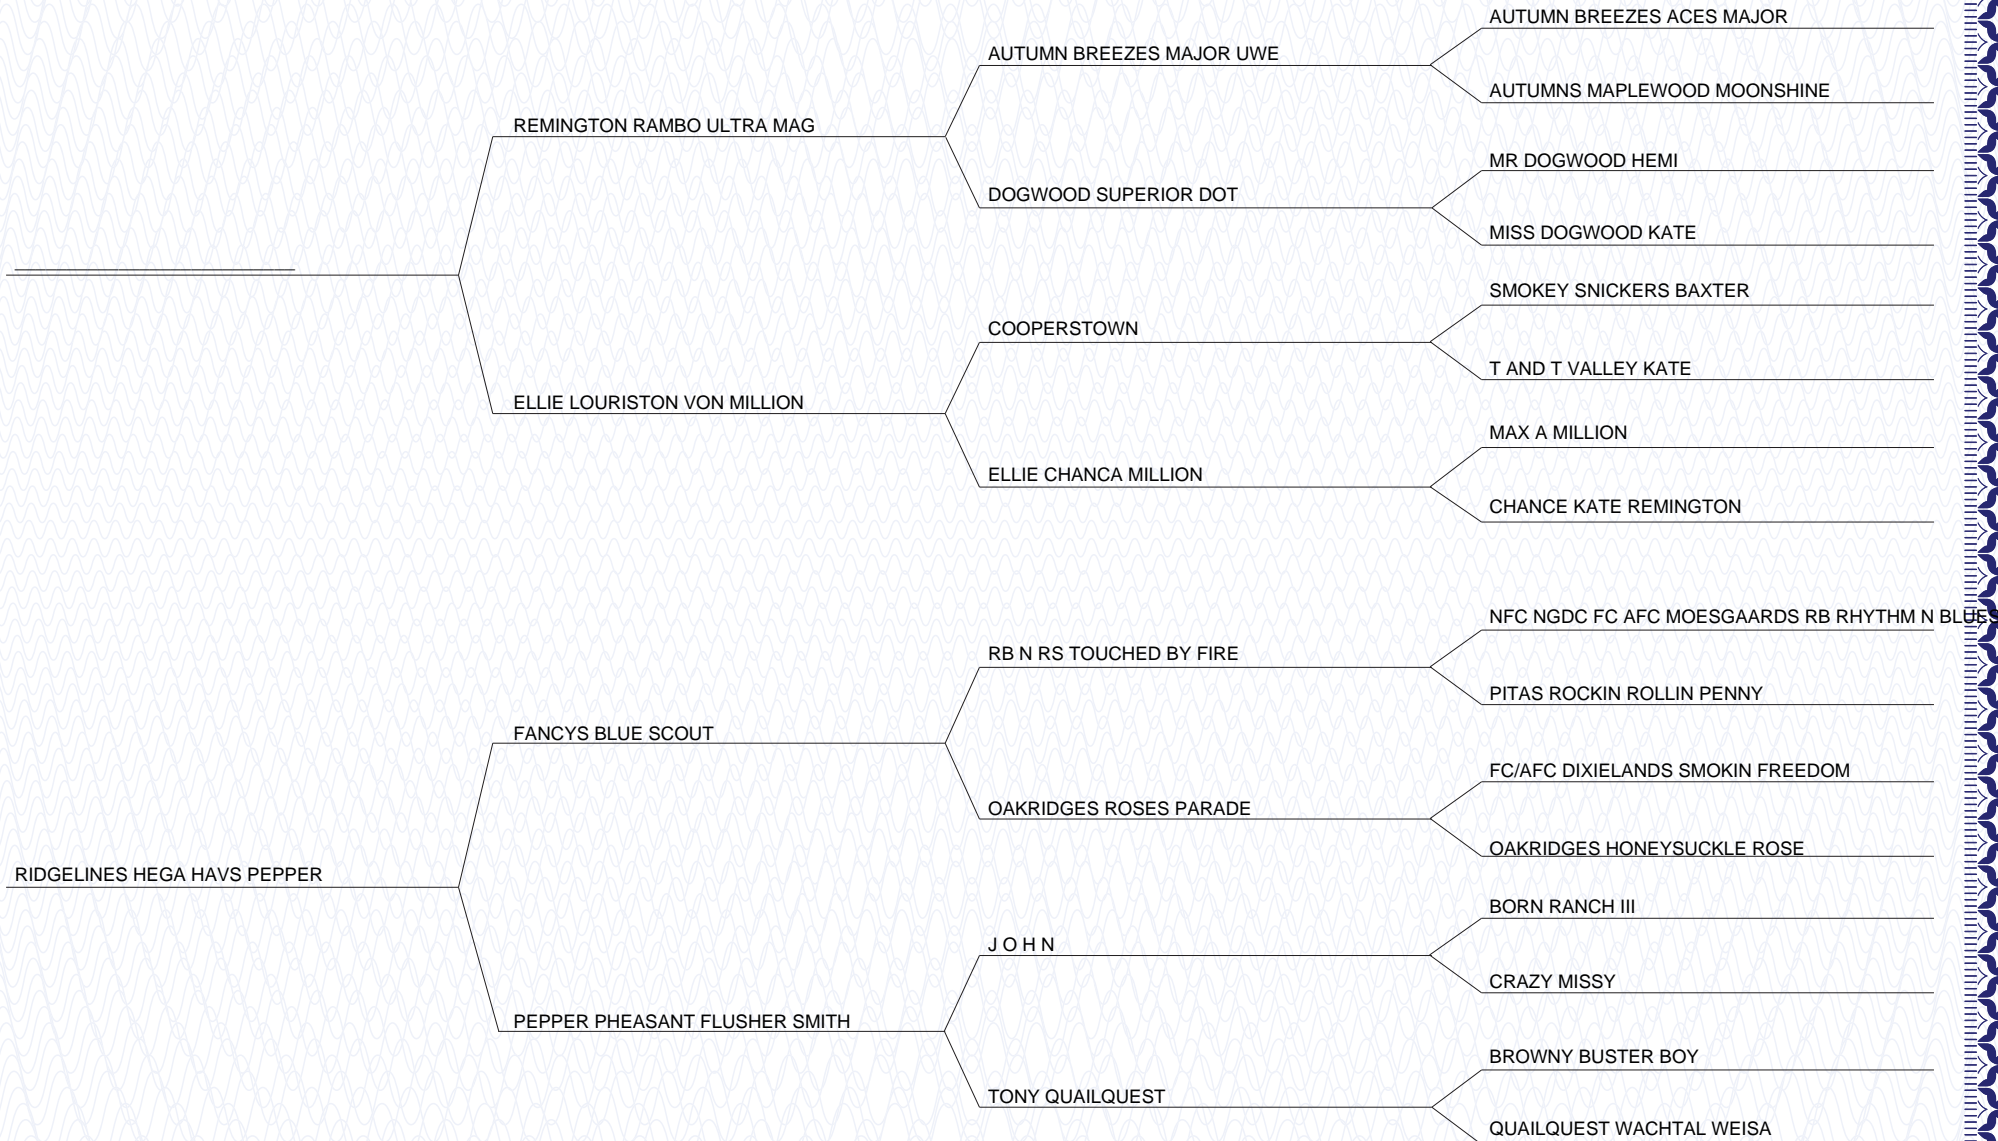 AUTUMN BREEZES ACES MAJOR
AUTUMN BREEZES MAJOR UWE
AUTUMNS MAPLEWOOD MOONSHINE
REMINGTON RAMBO ULTRA MAG
MR DOGWOOD HEMI
DOGWOOD SUPERIOR DOT
MISS DOGWOOD KATE
SMOKEY SNICKERS BAXTER
COOPERSTOWN
T AND T VALLEY KATE
ELLIE LOURISTON VON MILLION
MAX A MILLION
ELLIE CHANCA MILLION
CHANCE KATE REMINGTON
NFC NGDC FC AFC MOESGAARDS RB RHYTHM N BLUES
RB N RS TOUCHED BY FIRE
PITAS ROCKIN ROLLIN PENNY
FANCYS BLUE SCOUT
FC/AFC DIXIELANDS SMOKIN FREEDOM
OAKRIDGES ROSES PARADE
OAKRIDGES HONEYSUCKLE ROSE
RIDGELINES HEGA HAVS PEPPER
BORN RANCH III
J O H N
CRAZY MISSY
PEPPER PHEASANT FLUSHER SMITH
BROWNY BUSTER BOY
TONY QUAILQUEST
QUAILQUEST WACHTAL WEISA